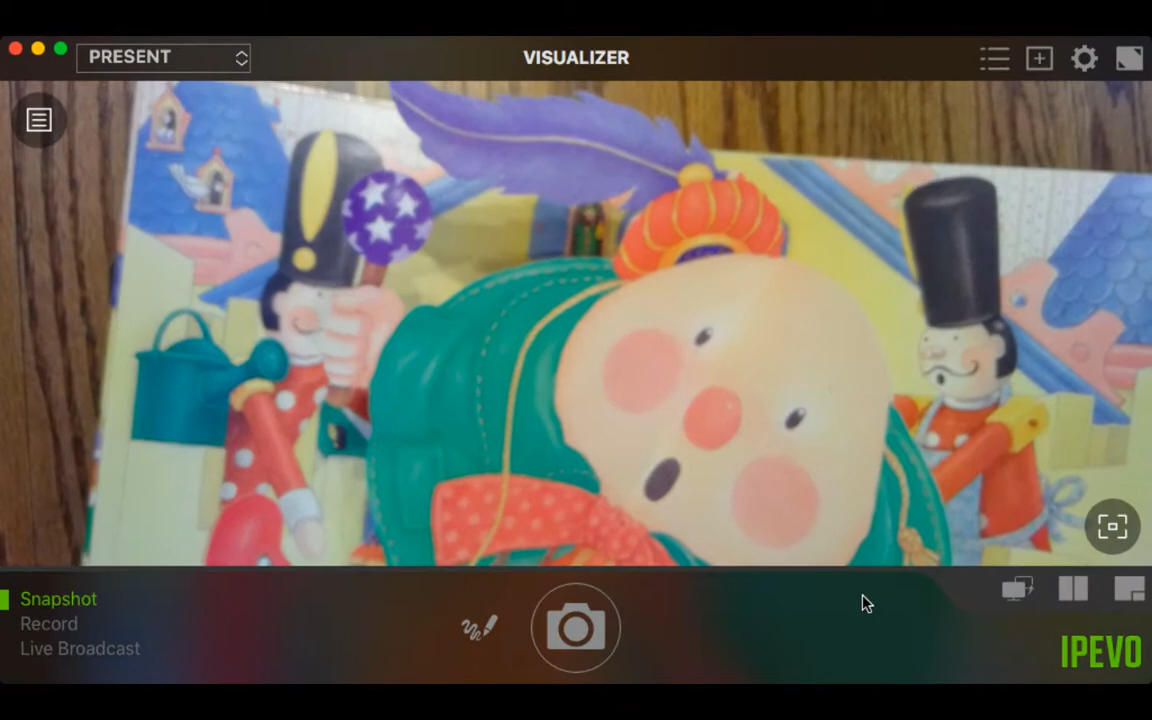 PRESENT
VISUALIZER
Snapshot
Record
Live Broadcast
IPEVO